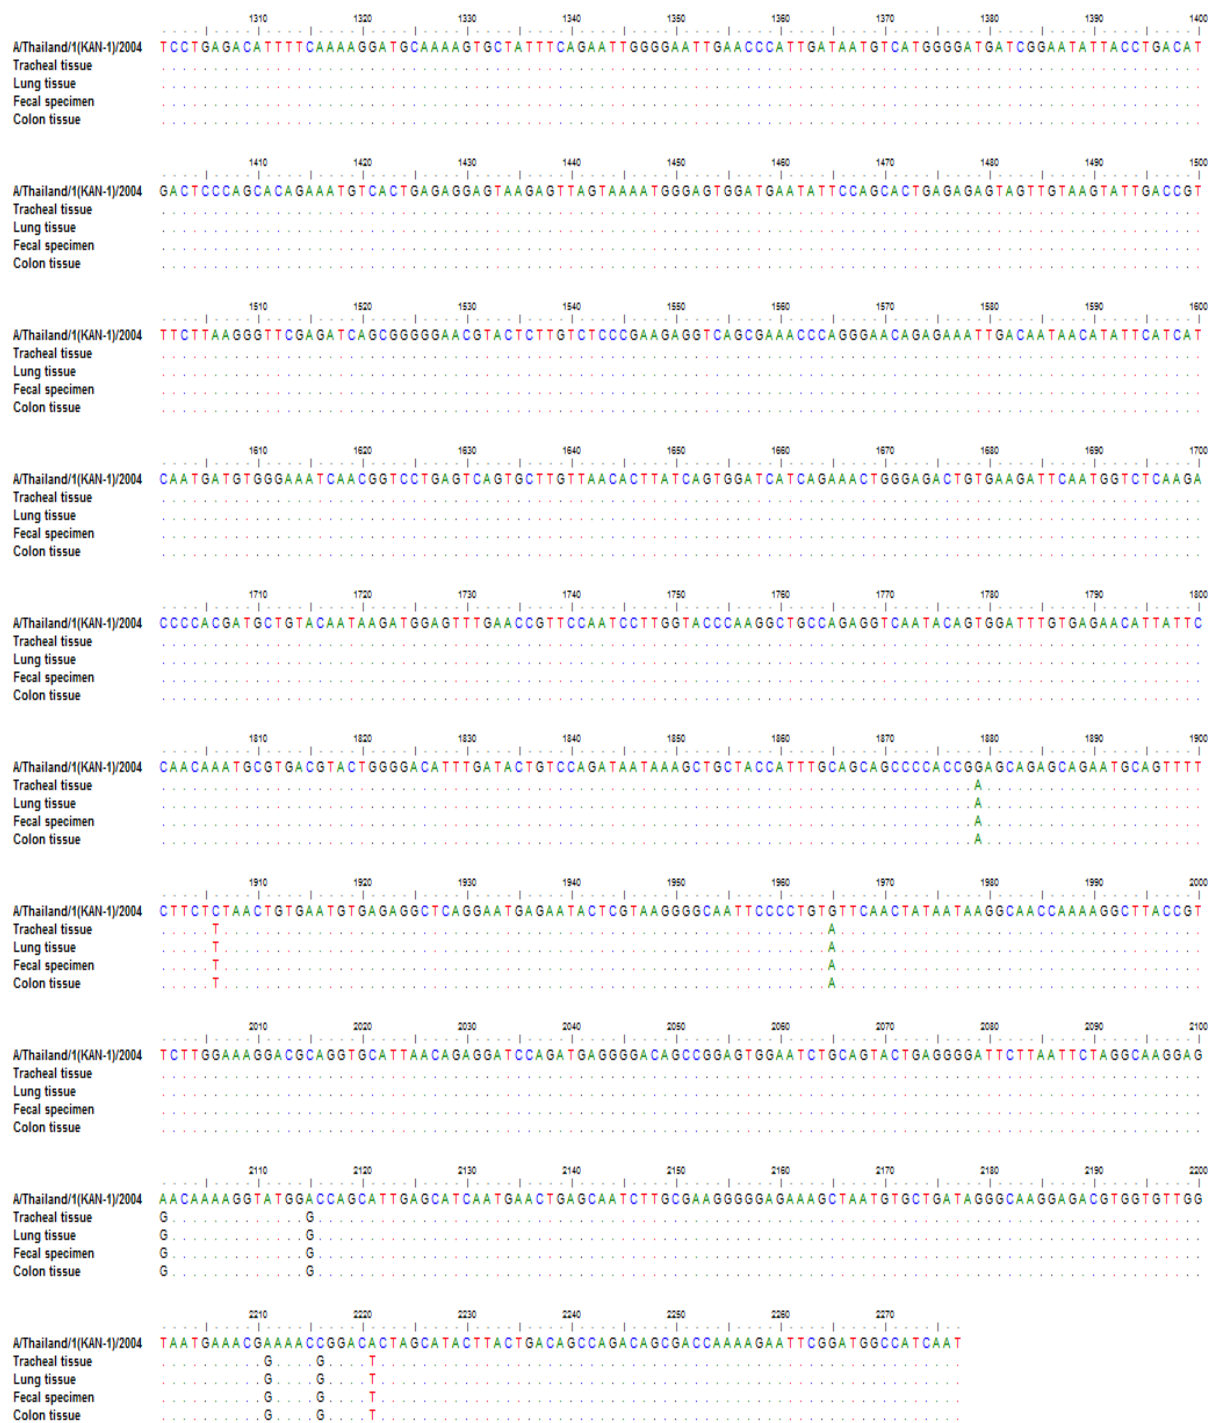 1310 1320 1330 1340 1350 1360 1370 1380 1390 1400
A/Thailand/1(KAN-1)/2004 TCCTGAGACATTTTCAAAAGGATGCAAAAGTGCTATTTCAGAATTGGGGAATTGAACCCATTGATAATGTCATGGGGATGATCGGAATATTACCTGACAT
Tracheal tissue
Lung tissue
Fecal specimen
Colon tissue
1410 1420 1430 1440 1450 1460 1470 1480 1490 1500
A/Thailand/1(KAN-1)/2004 GACTCCCAGCACAGAAATGTCACTGAGAGGAGTAAGAGTTAGTAAAATGGGAGTGGATGAATATTCCAGCACTGAGAGAGTAGTTGTAAGTATTGACCGT
Tracheal tissue
Lung tissue
Fecal specimen
Colon tissue
1510 1520 1530 1540 1550 1560 1570 1580 1590 1600
A/Thailand/1(KAN-1)/2004 TTCTTAAGGGTTCGAGATCAGCGGGGGAACGTACTCTTGTCTCCCGAAGAGGTCAGCGAAACCCAGGGAACAGAGAAATTGACAATAACATATTCATCAT
Tracheal tissue
Lung tissue
Fecal specimen
Colon tissue
1610 1620 1630 1640 1650 1660 1670 1680 1690 1700
A/Thailand/1(KAN-1)/2004 CAATGATGTGGGAAATCAACGGTCCTGAGTCAGTGCTTGTTAACACTTATCAGTGGATCATCAGAAACTGGGAGACTGTGAAGATTCAATGGTCTCAAGA
Tracheal tissue
Lung tissue
Fecal specimen
Colon tissue
1710 1720 1730 1740 1750 1760 1770 1780 1790 1800
A/Thailand/1(KAN-1)/2004 CCCCACGATGCTGTACAATAAGATGGAGTTTGAACCGTTCCAATCCTTGGTACCCAAGGCTGCCAGAGGTCAATACAGTGGATTTGTGAGAACATTATTC
Tracheal tissue
Lung tissue
Fecal specimen
Colon tissue
1810 1820 1830 1840 1850 1860 1870 1880 1890 1900
A/Thailand/1(KAN-1)/2004 CAACAAATGCGTGACGTACTGGGGACATTTGATACTGTCCAGATAATAAAGCTGCTACCATTTGCAGCAGCCCCACCGGAGCAGAGCAGAATGCAGTTTT
Tracheal tissue A
Lung tissue A
Fecal specimen A
Colon tissue A
1910 1920 1930 1940 1950 1960 1970 1980 1990 2000
A/Thailand/1(KAN-1)/2004 CTTCTCTAACTGTGAATGTGAGAGGCTCAGGAATGAGAATACTCGTAAGGGGCAATTCCCCTGTGTTCAACTATAATAAGGCAACCAAAAGGCTTACCGT
Tracheal tissue T A
Lung tissue T A
Fecal specimen T A
Colon tissue T A
2010 2020 2030 2040 2050 2060 2070 2080 2090 2100
A/Thailand/1(KAN-1)/2004 TCTTGGAAAGGACGCAGGTGCATTAACAGAGGATCCAGATGAGGGGACAGCCGGAGTGGAATCTGCAGTACTGAGGGGATTCTTAATTCTAGGCAAGGAG
Tracheal tissue
Lung tissue
Fecal specimen
Colon tissue
2110 2120 2130 2140 2150 2160 2170 2180 2190 2200
A/Thailand/1(KAN-1)/2004 AACAAAAGGTATGGACCAGCATTGAGCATCAATGAACTGAGCAATCTTGCGAAGGGGGAGAAAGCTAATGTGCTGATAGGGCAAGGAGACGTGGTGTTGG
Tracheal tissue G G
Lung tissue G G
Fecal specimen G G
Colon tissue G G
2210 2220 2230 2240 2250 2260 2270
A/Thailand/1(KAN-1)/2004 TAATGAAACGAAAACCGGACACTAGCATACTTACTGACAGCCAGACAGCGACCAAAAGAATTCGGATGGCCATCAAT
Tracheal tissue G G T
Lung tissue G G T
Fecal specimen G G T
Colon tissue G G T